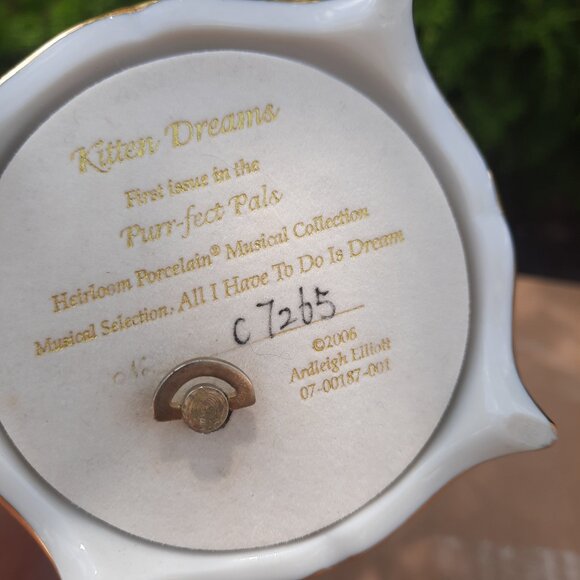 Kitten Dreams
First issue in the
Purr-fect Pals
Heirloom Porcelain® Musical Collection
Musical Selection: All I Have To Do Is Dream
C 7265
©2006
Ardleigh Elliott
07-00187-001